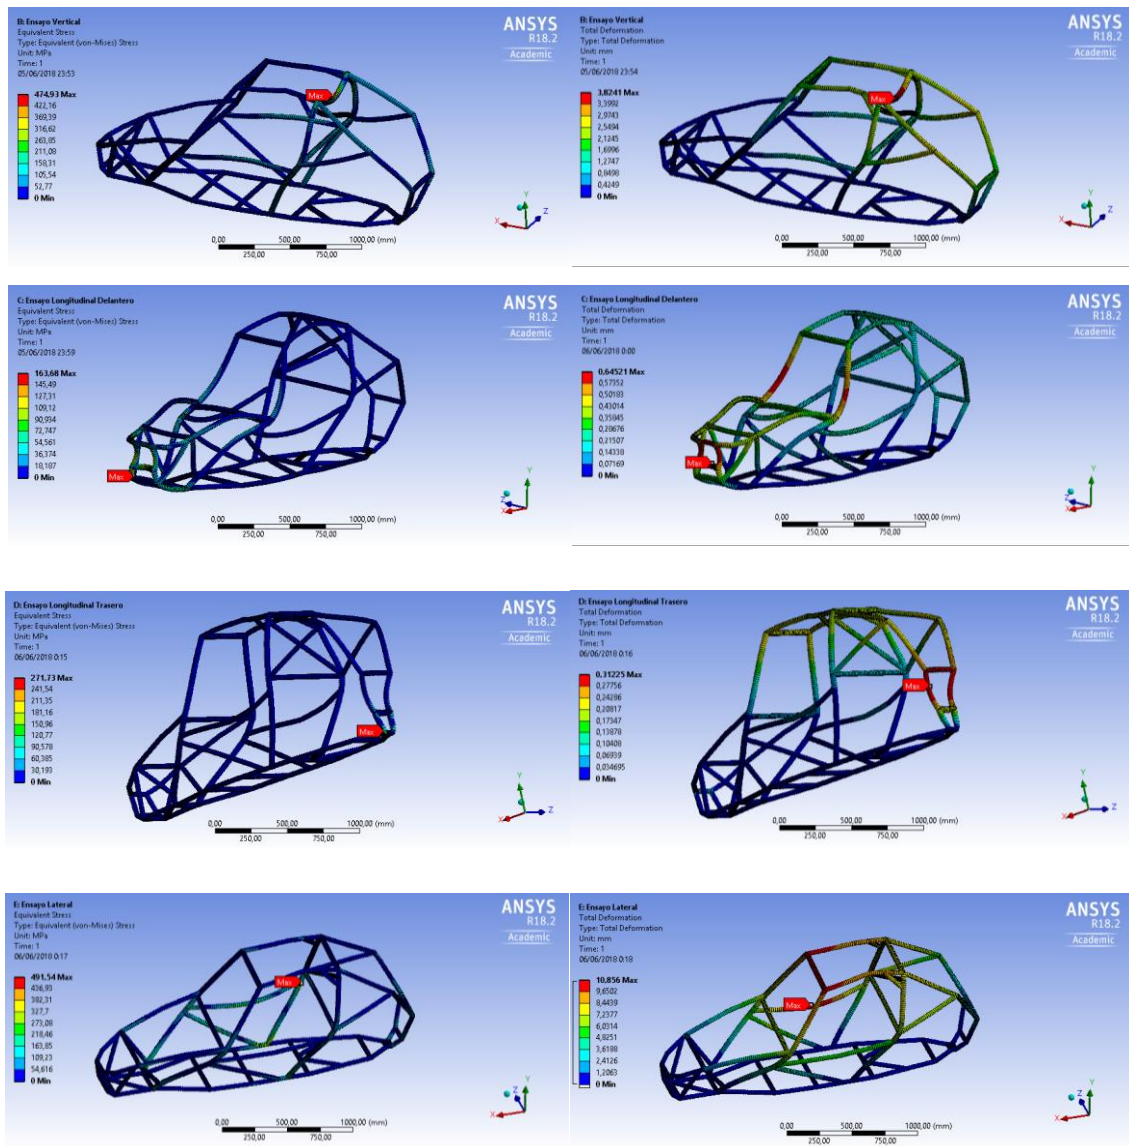 B: Ensayo Vertical
Equivalent Stress
Type: Equivalent (von-Mises) Stress
Unit: MPa
Time: 1
05/06/2018 23:53
474,93 Max
422,16
369,39
316,62
263,85
211,08
158,31
105,54
52,77
0 Min
Max
ANSYS
R18.2
Academic
0,00 500,00 1000,00 (mm)
250,00 750,00
X Y Z
B: Ensayo Vertical
Total Deformation
Type: Total Deformation
Unit: mm
Time: 1
05/06/2018 23:54
3,8241 Max
3,3992
2,9743
2,5494
2,1245
1,6996
1,2747
0,8498
0,4249
0 Min
Max
ANSYS
R18.2
Academic
0,00 500,00 1000,00 (mm)
250,00 750,00
X Y Z
C: Ensayo Longitudinal Delantero
Equivalent Stress
Type: Equivalent (von-Mises) Stress
Unit: MPa
Time: 1
05/06/2018 23:59
163,68 Max
145,49
127,31
109,12
90,934
72,747
54,561
36,374
18,187
0 Min
Max
ANSYS
R18.2
Academic
0,00 500,00 1000,00 (mm)
250,00 750,00
Y Z X
C: Ensayo Longitudinal Delantero
Total Deformation
Type: Total Deformation
Unit: mm
Time: 1
06/06/2018 0:00
0,64521 Max
0,57352
0,50183
0,43014
0,35845
0,28676
0,21507
0,14338
0,07169
0 Min
Max
ANSYS
R18.2
Academic
0,00 500,00 1000,00 (mm)
250,00 750,00
Y Z X
D: Ensayo Longitudinal Trasero
Equivalent Stress
Type: Equivalent (von-Mises) Stress
Unit: MPa
Time: 1
06/06/2018 0:15
271,73 Max
241,54
211,35
181,16
150,96
120,77
90,578
60,385
30,193
0 Min
Max
ANSYS
R18.2
Academic
0,00 500,00 1000,00 (mm)
250,00 750,00
Y Z X
D: Ensayo Longitudinal Trasero
Total Deformation
Type: Total Deformation
Unit: mm
Time: 1
06/06/2018 0:16
0,31225 Max
0,27756
0,24286
0,20817
0,17347
0,13878
0,10408
0,06939
0,034695
0 Min
Max
ANSYS
R18.2
Academic
0,00 500,00 1000,00 (mm)
250,00 750,00
Y Z X
E: Ensayo Lateral
Equivalent Stress
Type: Equivalent (von-Mises) Stress
Unit: MPa
Time: 1
06/06/2018 0:17
491,54 Max
436,93
382,31
327,7
273,08
218,46
163,85
109,23
54,616
0 Min
Max
ANSYS
R18.2
Academic
0,00 500,00 1000,00 (mm)
250,00 750,00
X Z Y
E: Ensayo Lateral
Total Deformation
Type: Total Deformation
Unit: mm
Time: 1
06/06/2018 0:18
10,856 Max
9,6502
8,4439
7,2377
6,0314
4,8251
3,6188
2,4126
1,2063
0 Min
Max
ANSYS
R18.2
Academic
0,00 500,00 1000,00 (mm)
250,00 750,00
X Z Y